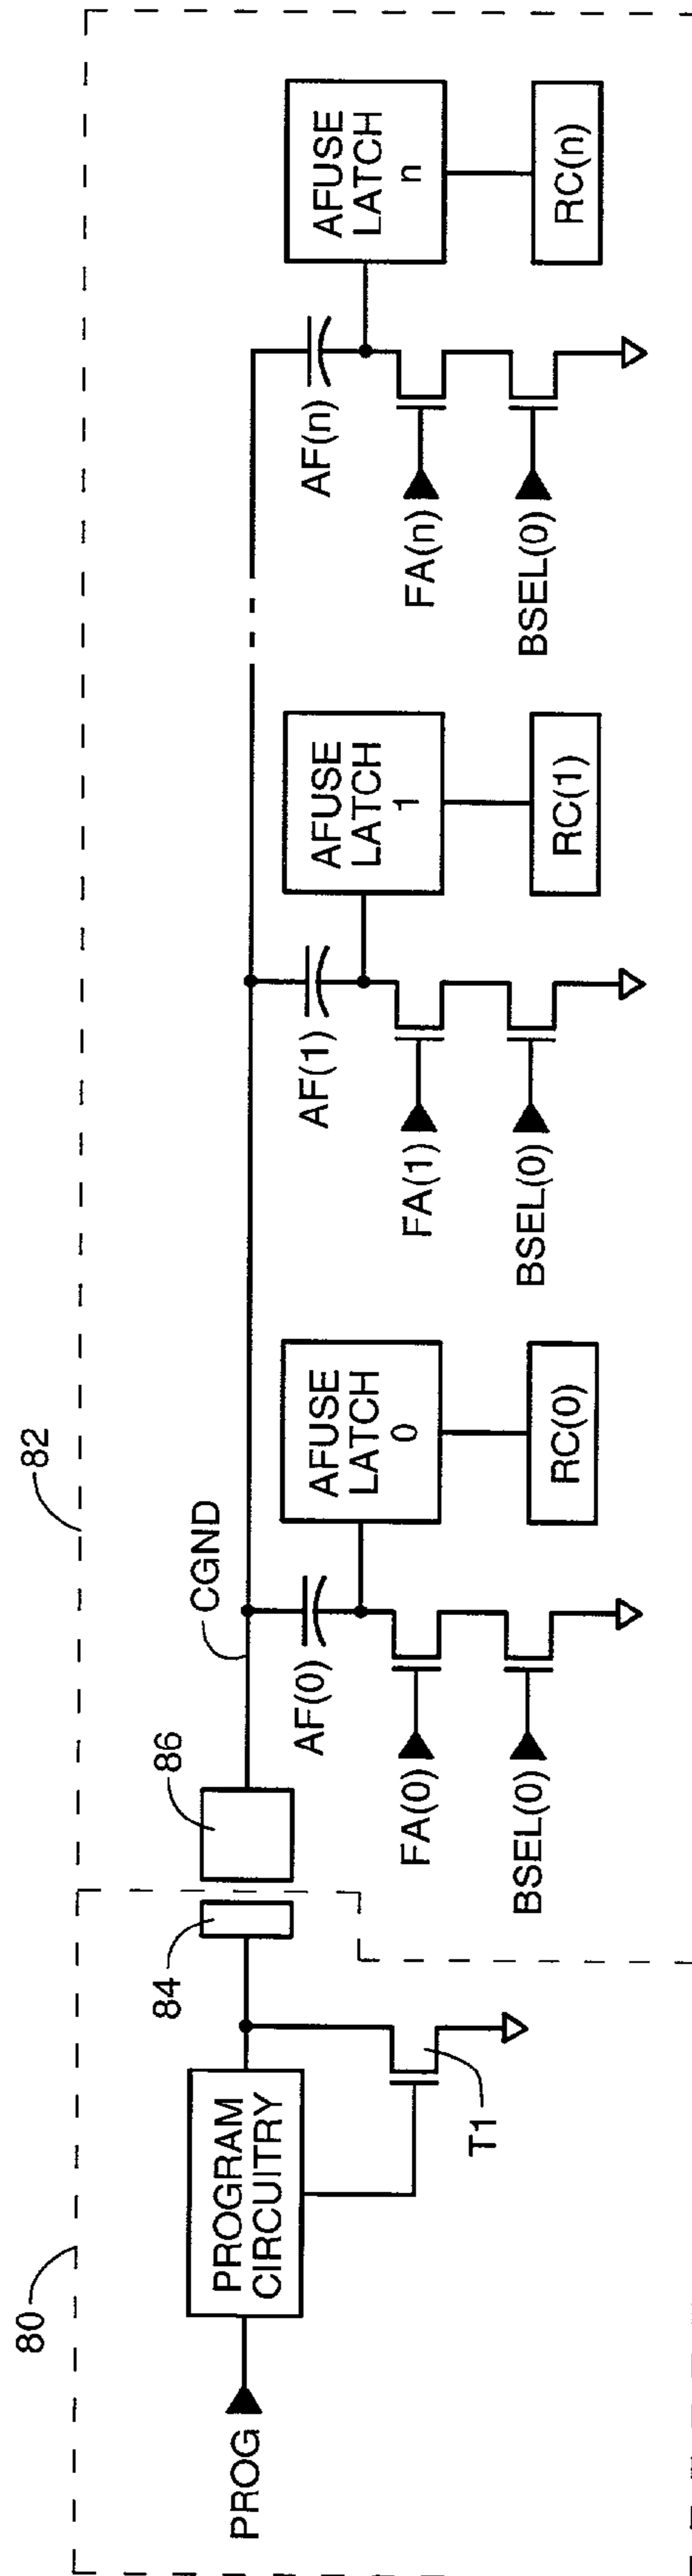 80
82
PROG
PROGRAM
CIRCUITRY
T1
84
86
CGND
AF(0)
FA(0)
BSEL(0)
AFUSE
LATCH
0
RC(0)
AF(1)
FA(1)
BSEL(0)
AFUSE
LATCH
1
RC(1)
AF(n)
FA(n)
BSEL(0)
AFUSE
LATCH
n
RC(n)